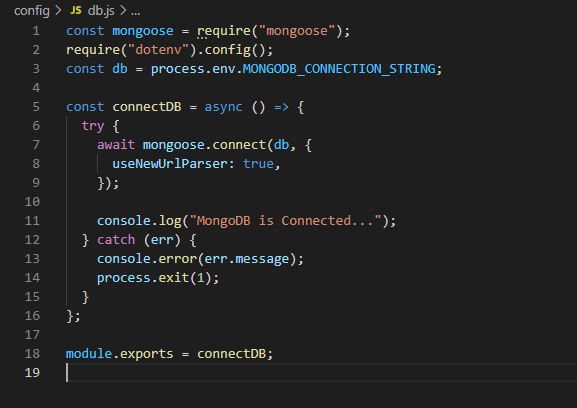 config > JS db.js > ...
1 const mongoose = require("mongoose");
2 require("dotenv").config();
3 const db = process.env.MONGODB_CONNECTION_STRING;
4
5 const connectDB = async () => {
6   try {
7     await mongoose.connect(db, {
8       useNewUrlParser: true,
9     });
10
11     console.log("MongoDB is Connected...");
12   } catch (err) {
13     console.error(err.message);
14     process.exit(1);
15   }
16 };
17
18 module.exports = connectDB;
19